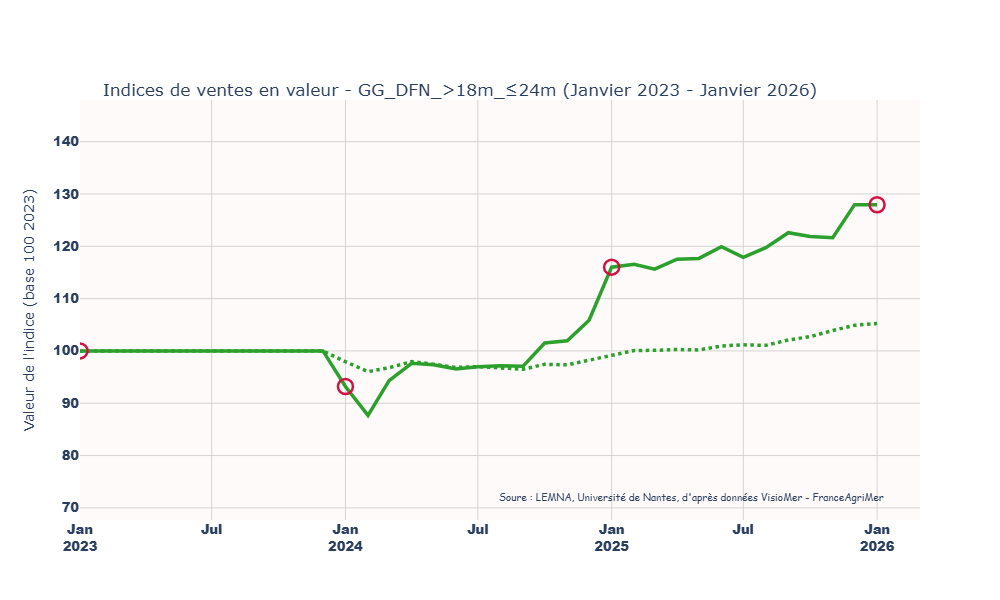 Indices de ventes en valeur - GG_DFN_>18m_≤24m (Janvier 2023 - Janvier 2026)
Valeur de l'indice (base 100 2023)
140
130
120
110
100
90
80
70
Soure : LEMNA, Université de Nantes, d'après données VisioMer - FranceAgriMer
Jan Jul Jan Jul Jan Jul Jan
2023 2024 2025 2026